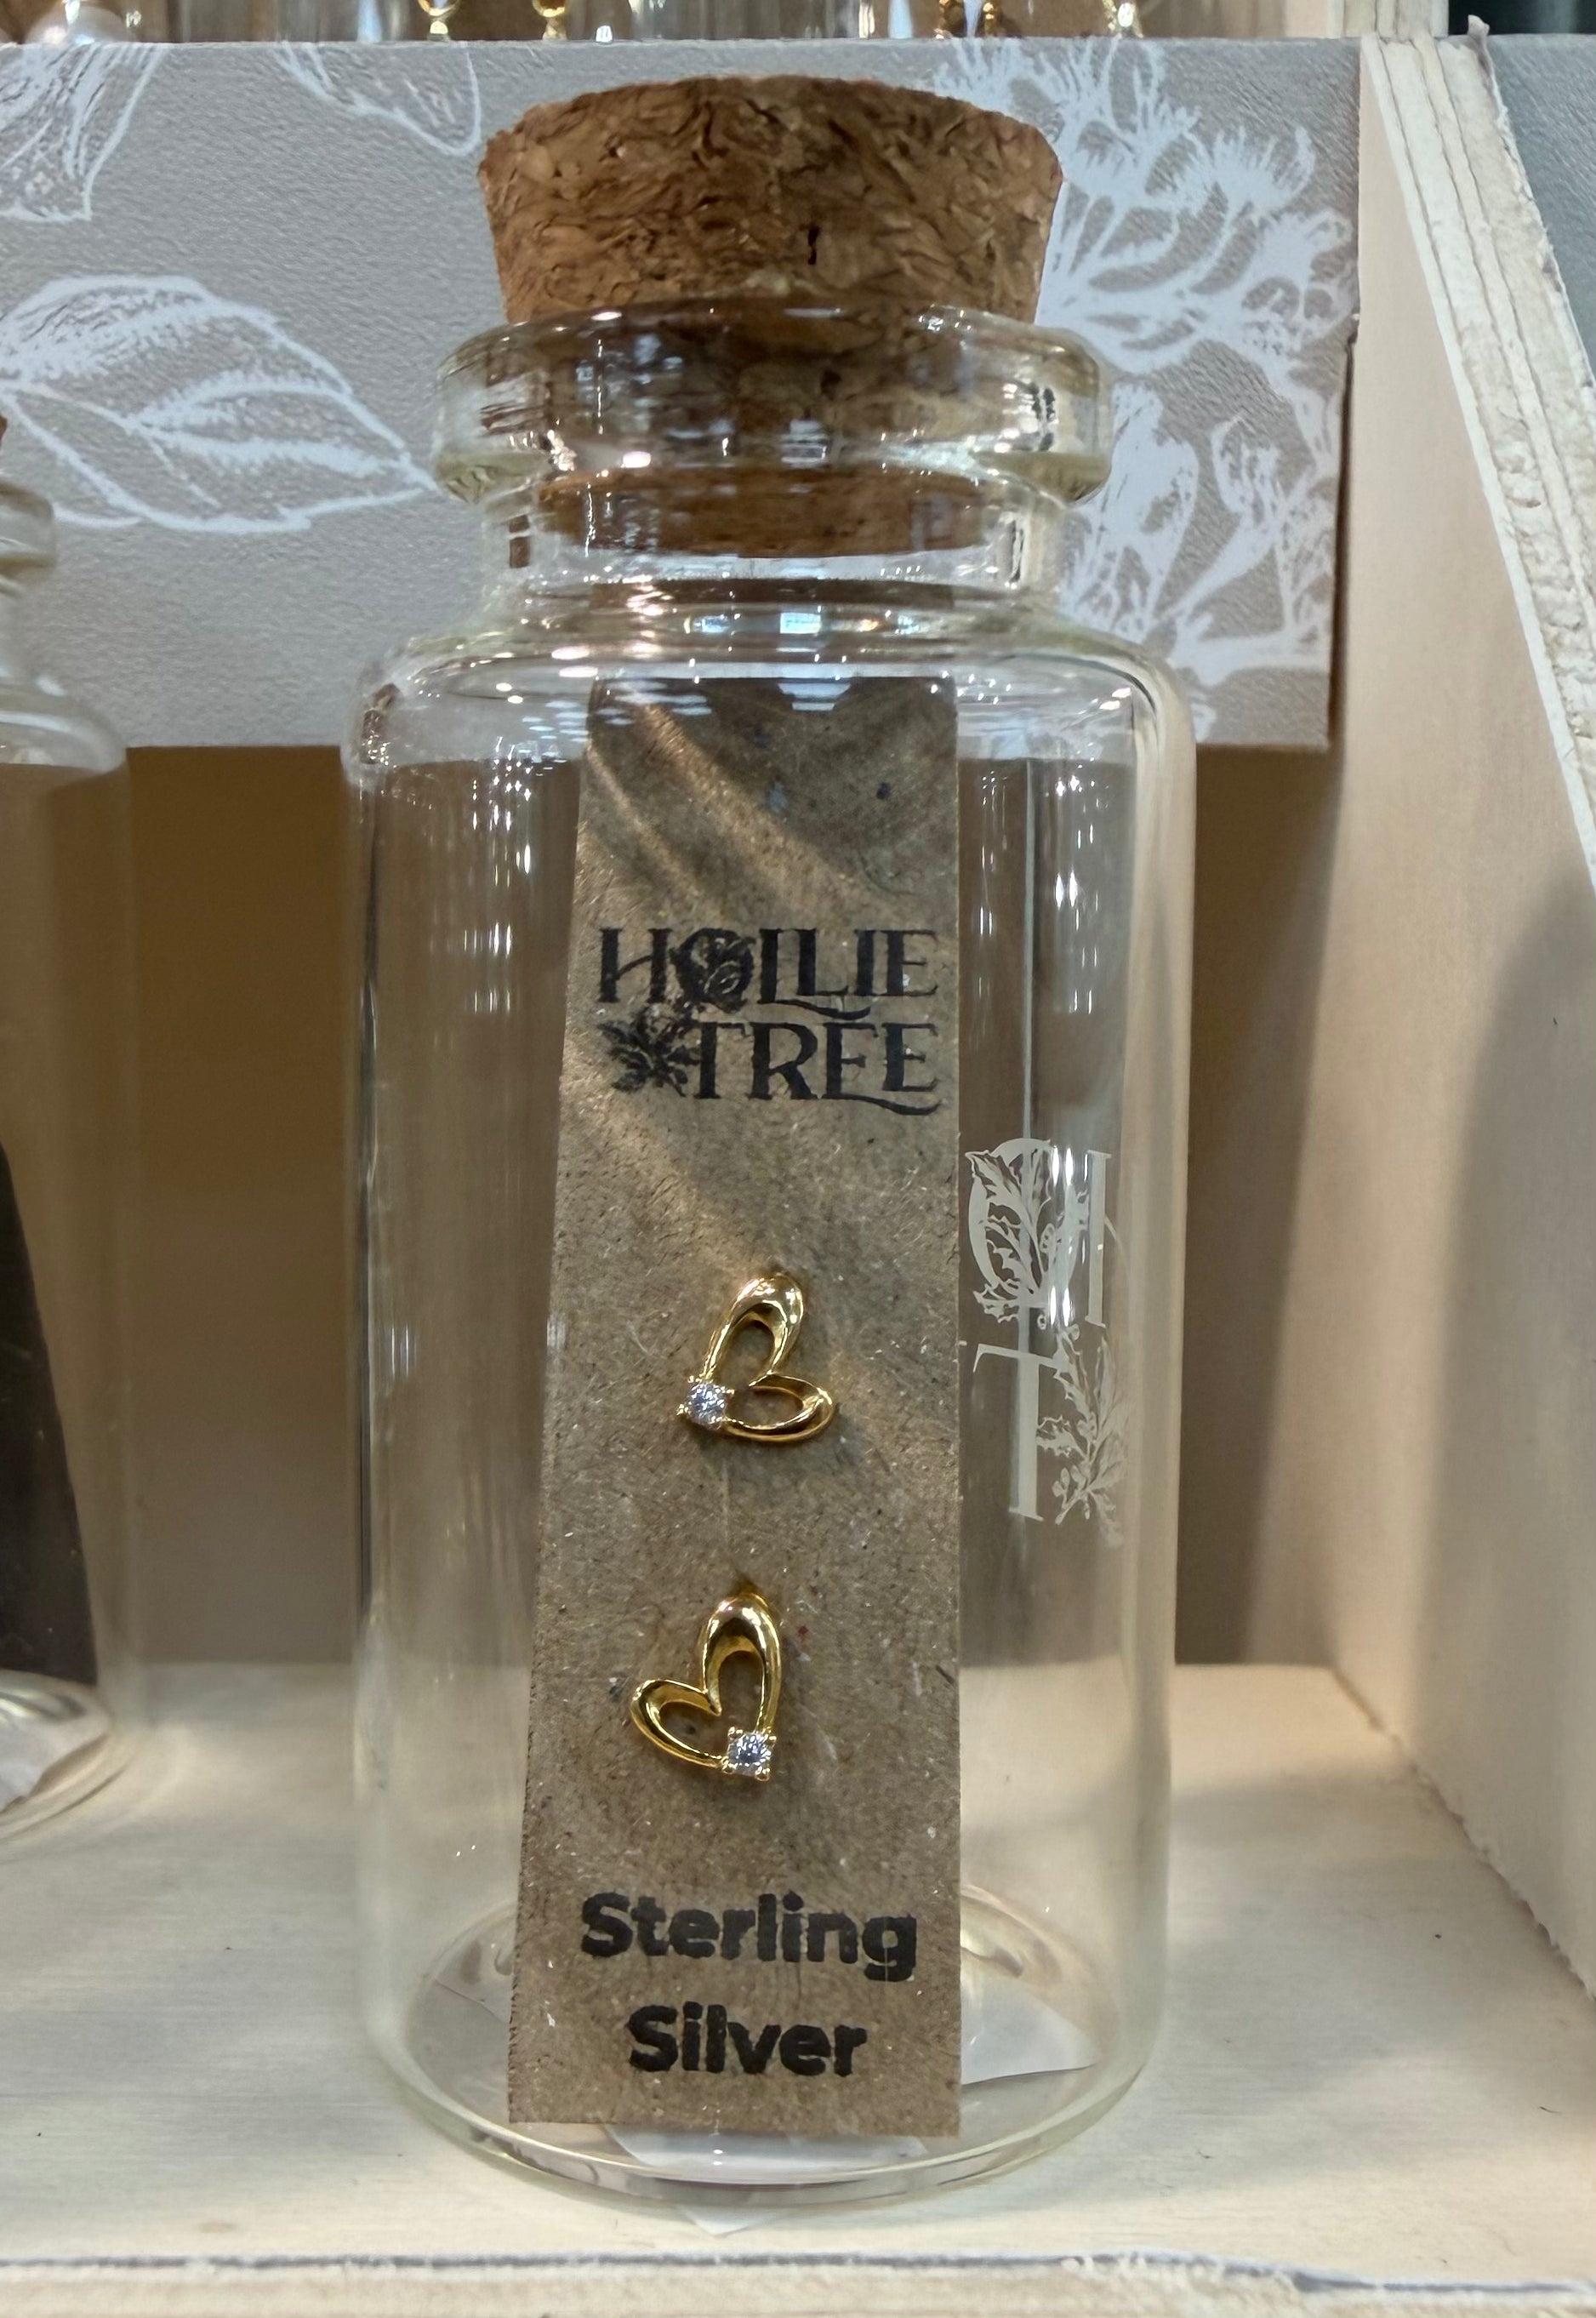 HOLLIE
TREE
H
T
Sterling
Silver